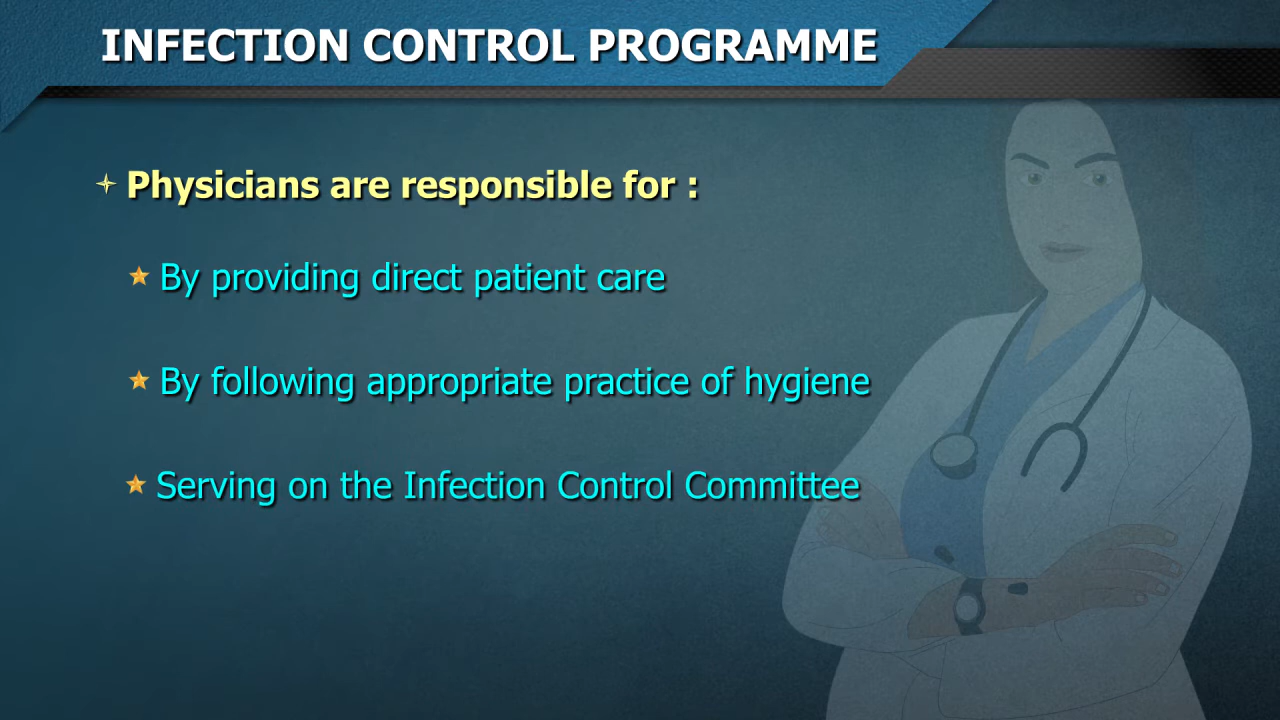 INFECTION CONTROL PROGRAMME
Physicians are responsible for :
By providing direct patient care
By following appropriate practice of hygiene
Serving on the Infection Control Committee